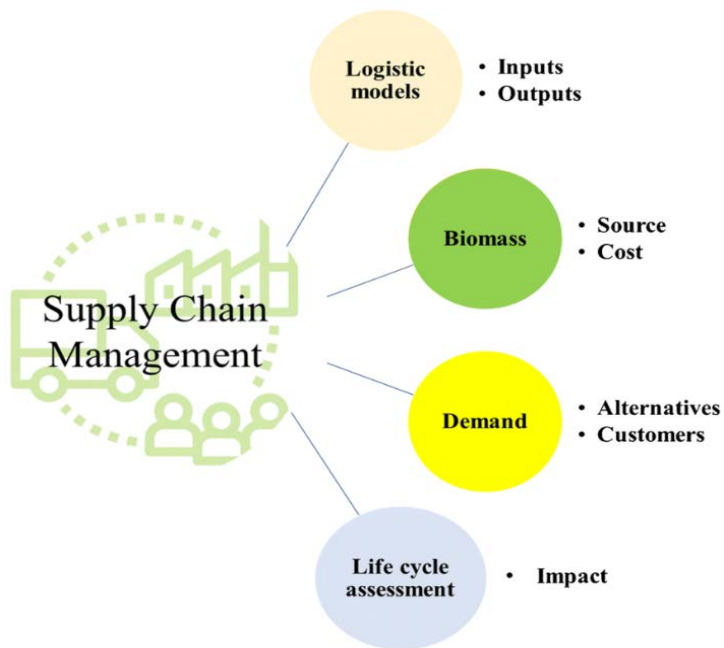 Supply Chain
Management
Logistic
models
• Inputs
• Outputs
Biomass
• Source
• Cost
Demand
• Alternatives
• Customers
Life cycle
assessment
• Impact